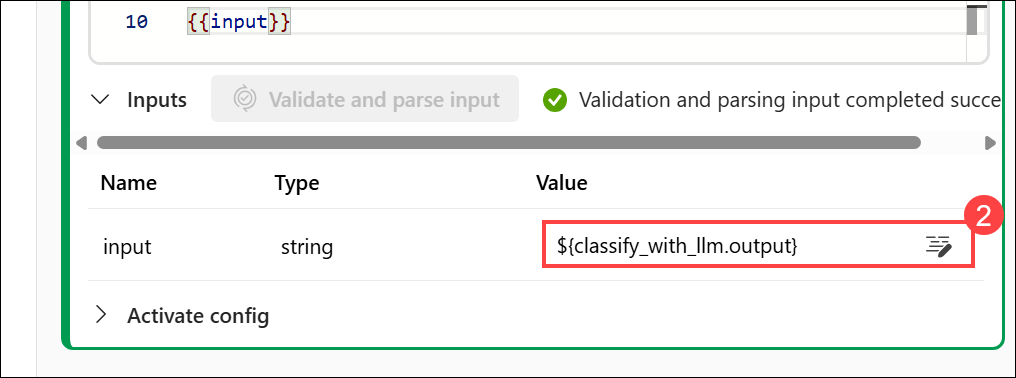 10 {{input}}
Inputs Validate and parse input Validation and parsing input completed succe
Name Type Value
2
input string ${classify_with_llm.output}
Activate config